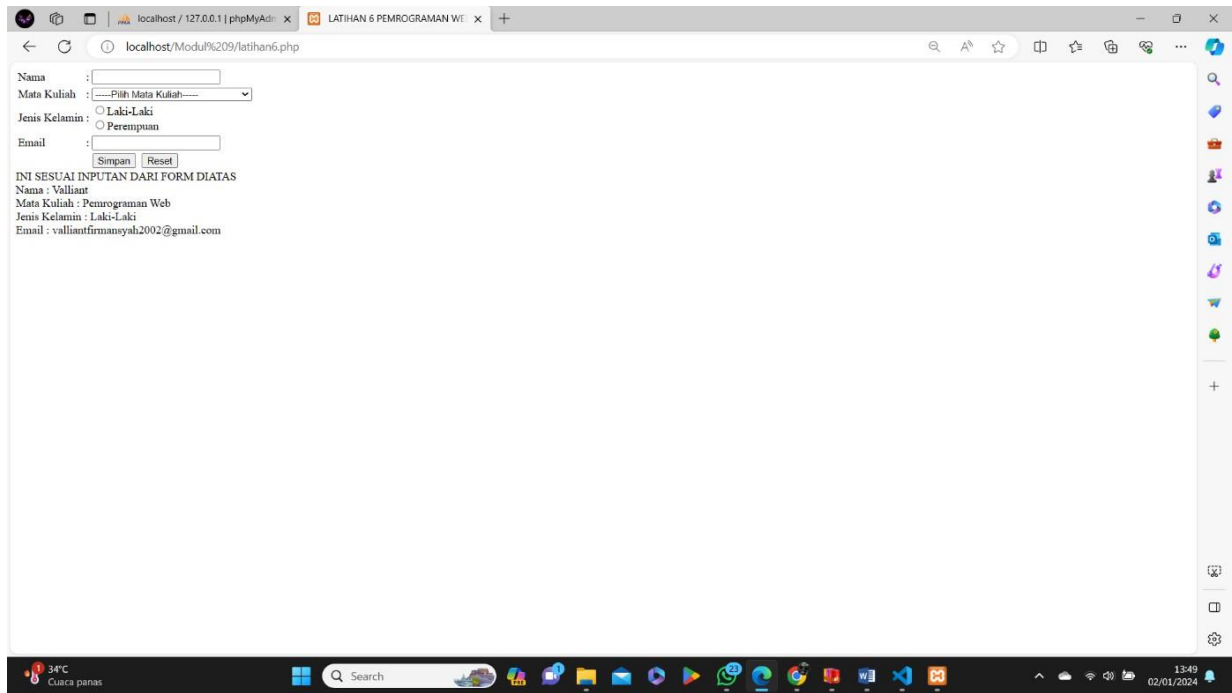 localhost / 127.0.0.1 | phpMyAdn
LATIHAN 6 PEMROGRAMAN WE
localhost/Modul%209/latihan6.php
Nama :
Mata Kuliah : -----Pilih Mata Kuliah-----
Jenis Kelamin : Laki-Laki
Perempuan
Email :
Simpan Reset
INI SESUAI INPUTAN DARI FORM DIATAS
Nama : Valliant
Mata Kuliah : Pemrograman Web
Jenis Kelamin : Laki-Laki
Email : valliantfirmansyah2002@gmail.com
1
34°C
Cuaca panas
Search
23
13:49
02/01/2024